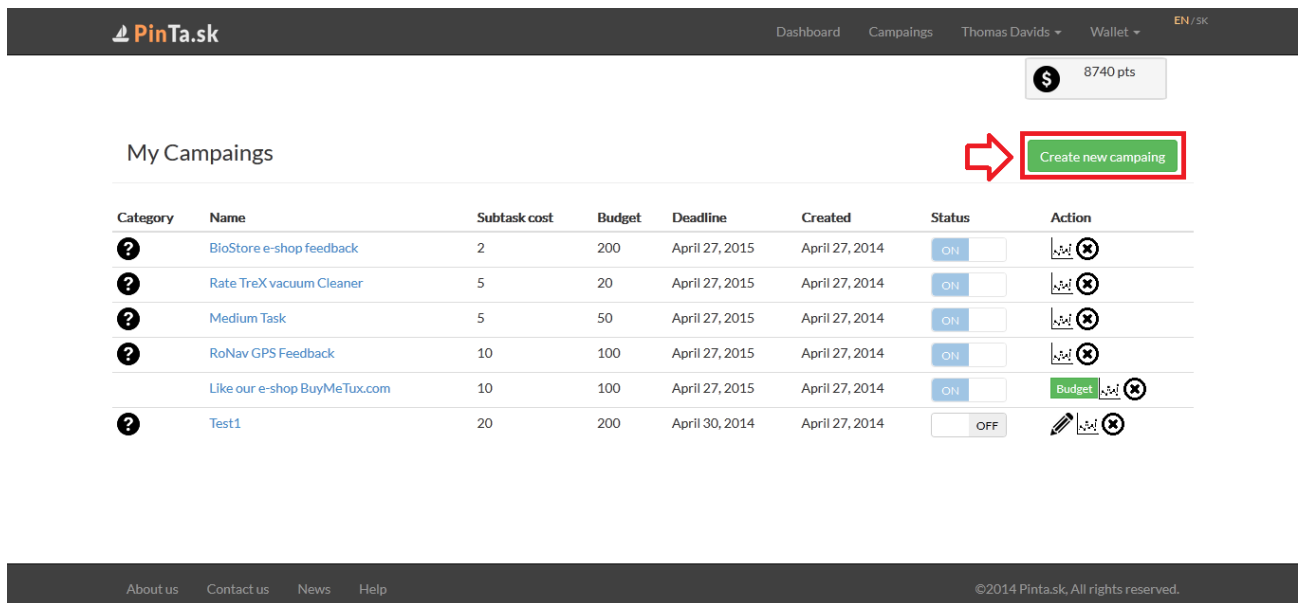 PinTa.sk Dashboard Campaings Thomas Davids Wallet EN/SK
8740 pts
My Campaings Create new campaing
Category Name Subtask cost Budget Deadline Created Status Action
BioStore e-shop feedback 2 200 April 27, 2015 April 27, 2014 ON
Rate TreX vacuum Cleaner 5 20 April 27, 2015 April 27, 2014 ON
Medium Task 5 50 April 27, 2015 April 27, 2014 ON
RoNav GPS Feedback 10 100 April 27, 2015 April 27, 2014 ON
Like our e-shop BuyMeTux.com 10 100 April 27, 2015 April 27, 2014 ON Budget
Test1 20 200 April 30, 2014 April 27, 2014 OFF
About us Contact us News Help ©2014 Pinta.sk, All rights reserved.